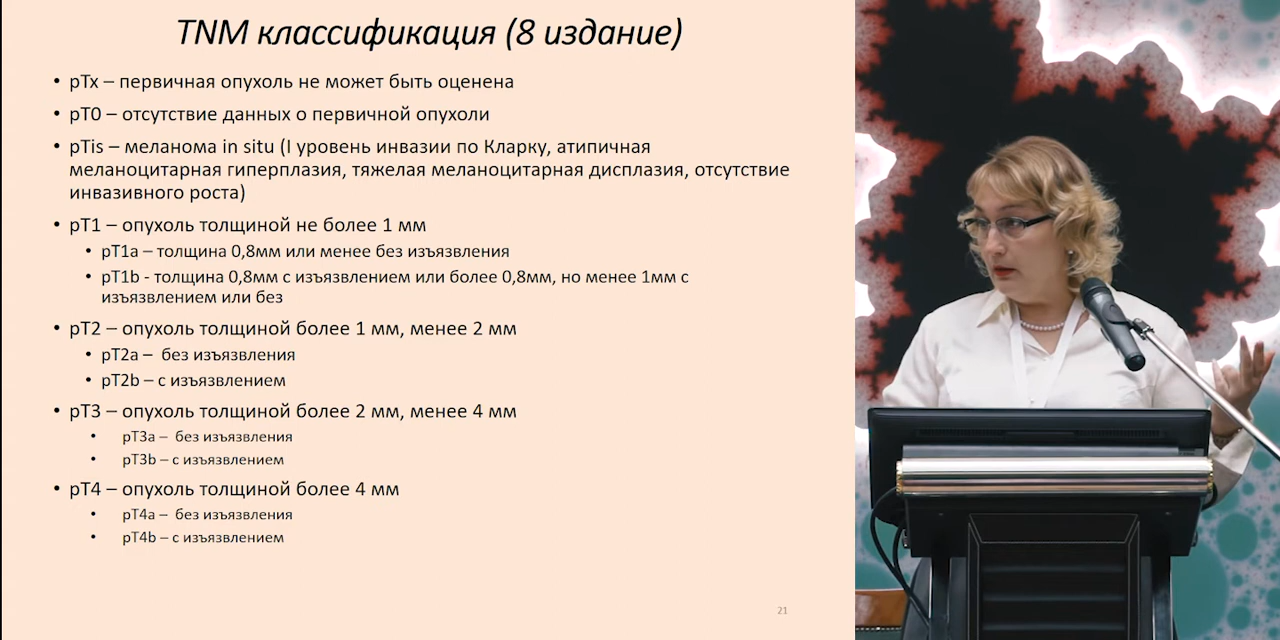 TNM классификация (8 издание)
• pTx – первичная опухоль не может быть оценена
• pT0 – отсутствие данных о первичной опухоли
• pTis – меланома in situ (I уровень инвазии по Кларку, атипичная
меланоцитарная гиперплазия, тяжелая меланоцитарная дисплазия, отсутствие
инвазивного роста)
• pT1 – опухоль толщиной не более 1 мм
• pT1a – толщина 0,8мм или менее без изъязвления
• pT1b - толщина 0,8мм с изъязвлением или более 0,8мм, но менее 1мм с
изъязвлением или без
• pT2 – опухоль толщиной более 1 мм, менее 2 мм
• pT2a – без изъязвления
• pT2b – с изъязвлением
• pT3 – опухоль толщиной более 2 мм, менее 4 мм
• pT3a – без изъязвления
• pT3b – с изъязвлением
• pT4 – опухоль толщиной более 4 мм
• pT4a – без изъязвления
• pT4b – с изъязвлением
21